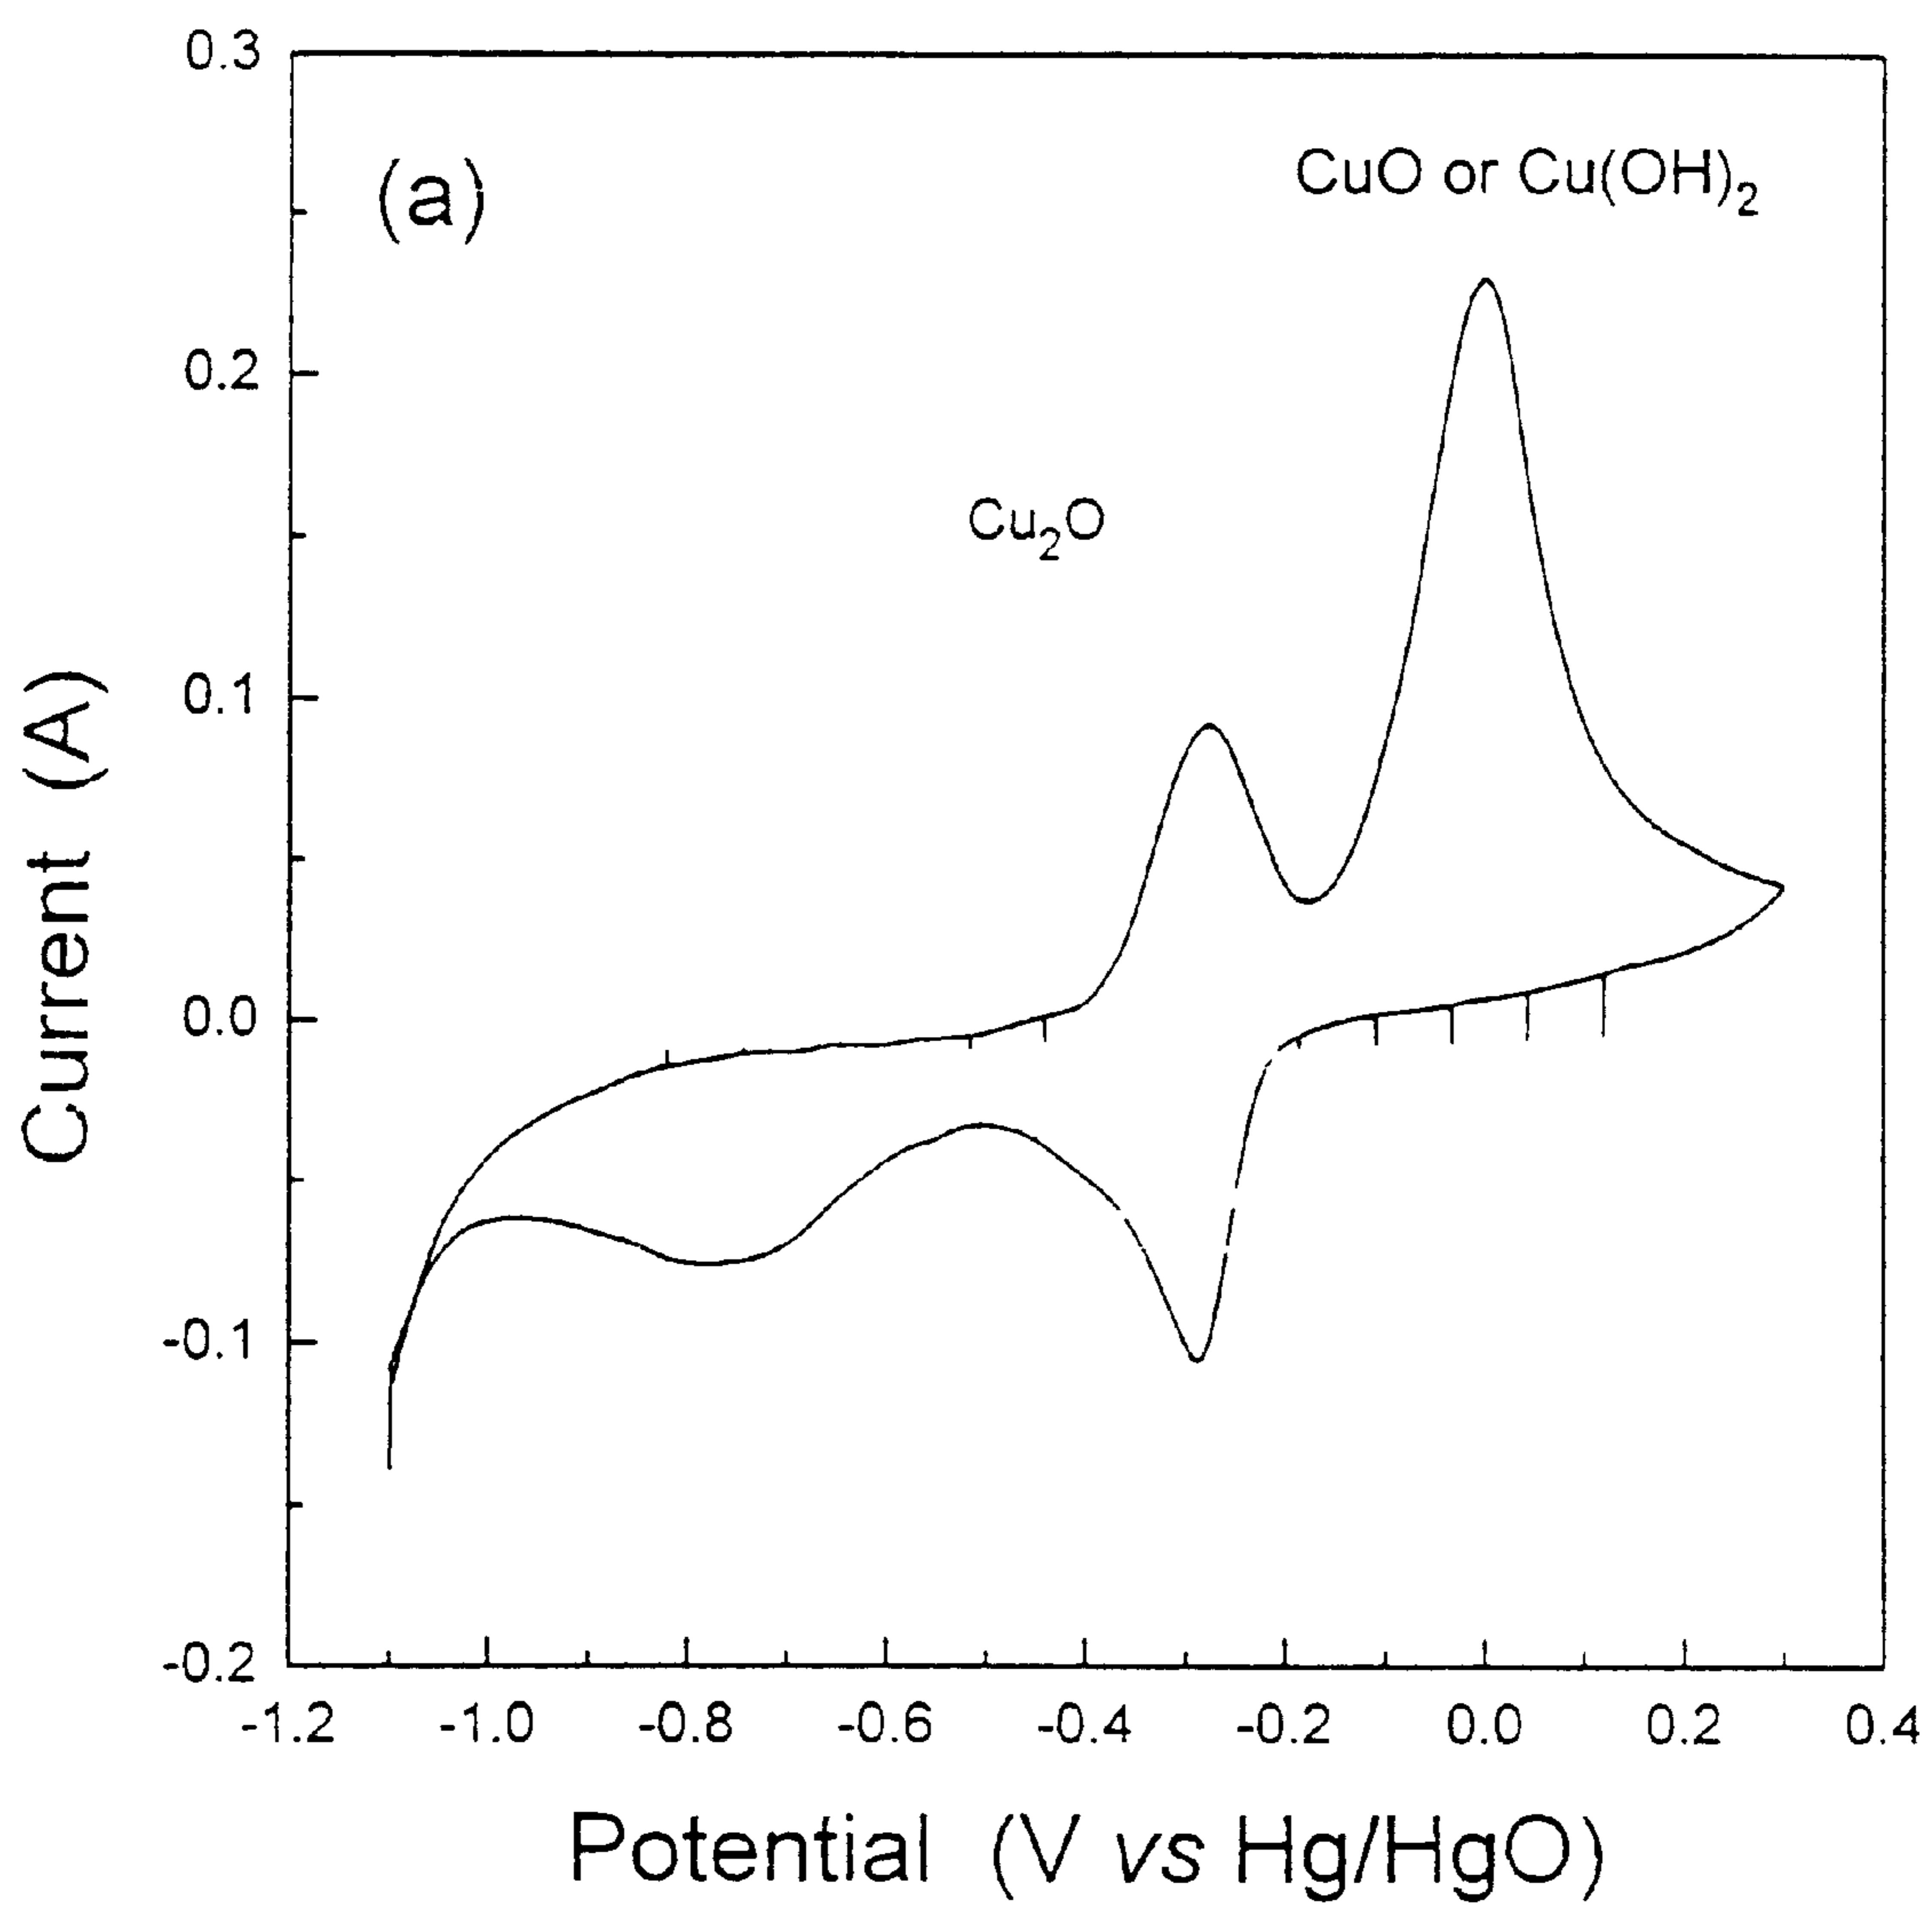 0.3
(a)
CuO or Cu(OH)₂
0.2
Cu₂O
0.1
0.0
-0.1
-0.2
-1.2 -1.0 -0.8 -0.6 -0.4 -0.2 0.0 0.2 0.4
Current (A)
Potential (V vs Hg/HgO)